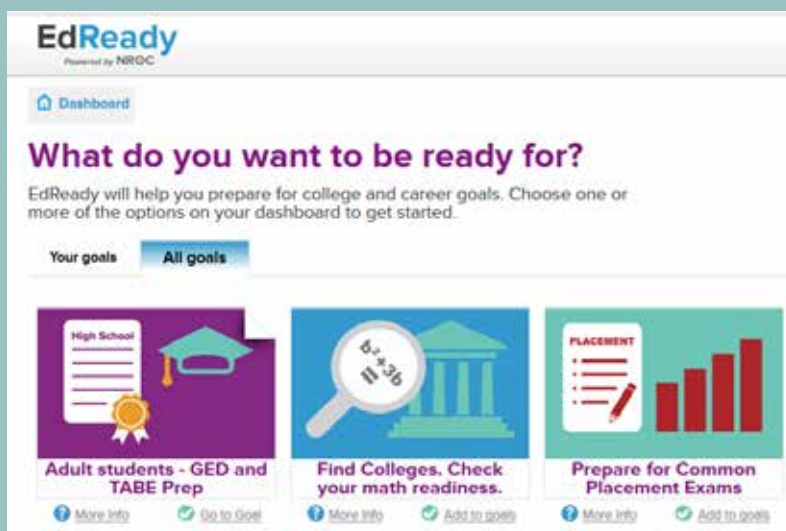 EdReady
Powered by NROC
Dashboard
What do you want to be ready for?
EdReady will help you prepare for college and career goals. Choose one or
more of the options on your dashboard to get started.
Your goals
All goals
High School
b²+3b
=
PLACEMENT
Adult students - GED and
TABE Prep
Find Colleges. Check
your math readiness.
Prepare for Common
Placement Exams
More Info
Go to Goal
More Info
Add to goals
More Info
Add to goals